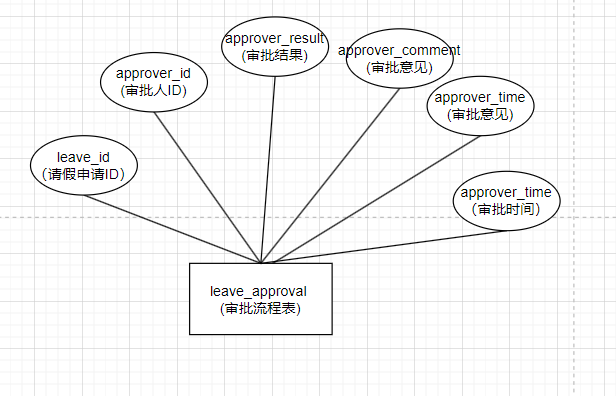 leave_id
(请假申请ID）
approver_id
(审批人ID)
approver_result
(审批结果)
approver_comment
(审批意见)
approver_time
(审批意见)
approver_time
（审批时间）
leave_approval
(审批流程表)